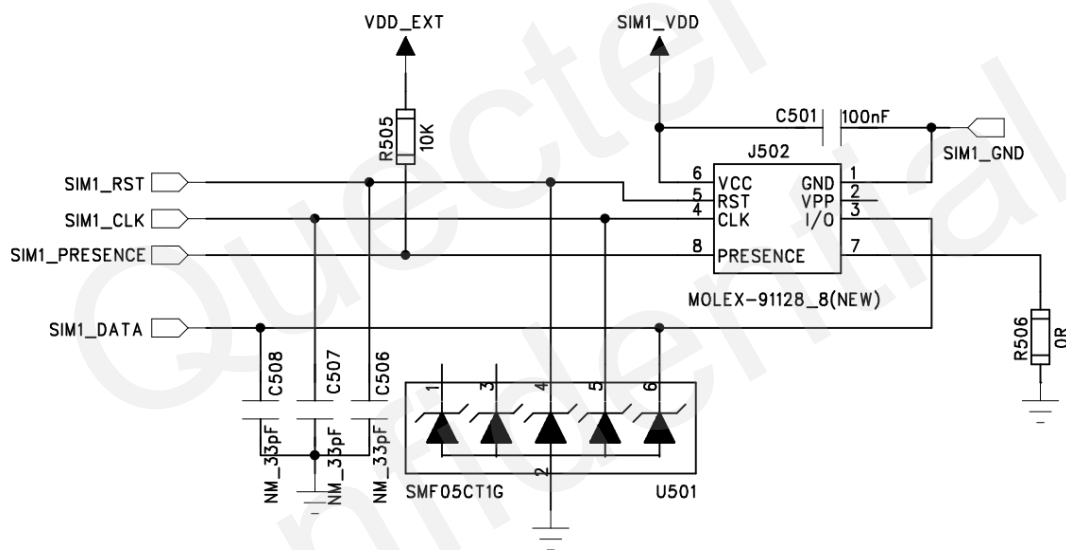 VDD_EXT
SIM1_VDD
R505
10K
C501
100nF
SIM1_GND
J502
SIM1_RST
SIM1_CLK
SIM1_PRESENCE
SIM1_DATA
6
VCC
GND
1
5
RST
VPP
2
4
CLK
I/O
3
8
PRESENCE
7
MOLEX-91128_8(NEW)
R506
0R
C508
C507
C506
NM_33pF
NM_33pF
NM_33pF
1
3
4
5
6
2
SMF05CT1G
U501
Quectel
Confidential